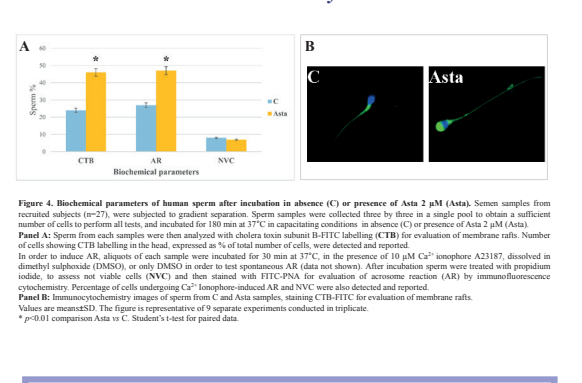 A
B
60
50
40
30
20
10
0
Sperm %
*
*
C
Asta
CTB
AR
NVC
Biochemical parameters
C
Asta
Figure 4. Biochemical parameters of human sperm after incubation in absence (C) or presence of Asta 2 µM (Asta). Semen samples from
recruited subjects (n=27), were subjected to gradient separation. Sperm samples were collected three by three in a single pool to obtain a sufficient
number of cells to perform all tests, and incubated for 180 min at 37°C in capacitating conditions in absence (C) or presence of Asta 2 µM (Asta).
Panel A: Sperm from each samples were then analyzed with cholera toxin subunit B-FITC labelling (CTB) for evaluation of membrane rafts. Number
of cells showing CTB labelling in the head, expressed as % of total number of cells, were detected and reported.
In order to induce AR, aliquots of each sample were incubated for 30 min at 37°C, in the presence of 10 µM Ca²⁺ ionophore A23187, dissolved in
dimethyl sulphoxide (DMSO), or only DMSO in order to test spontaneous AR (data not shown). After incubation sperm were treated with propidium
iodide, to assess not viable cells (NVC) and then stained with FITC-PNA for evaluation of acrosome reaction (AR) by immunofluorescence
cytochemistry. Percentage of cells undergoing Ca²⁺ Ionophore-induced AR and NVC were also detected and reported.
Panel B: Immunocytochemistry images of sperm from C and Asta samples, staining CTB-FITC for evaluation of membrane rafts.
Values are means±SD. The figure is representative of 9 separate experiments conducted in triplicate.
* p<0.01 comparison Asta vs C. Student's t-test for paired data.